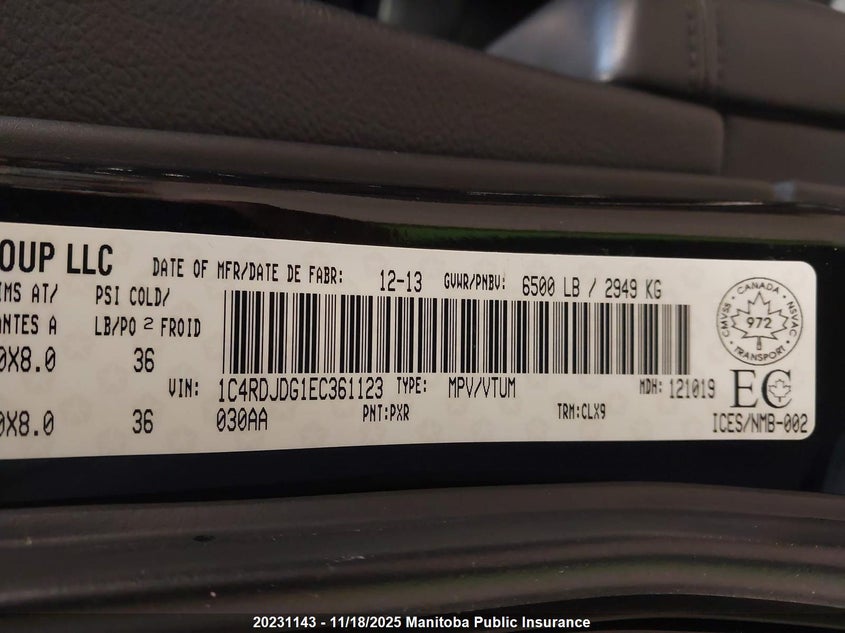 OUP LLC
DATE OF MFR/DATE DE FABR: 12-13 GVWR/PNBV: 6500 LB / 2949 KG
IMS AT/ PSI COLD/
ANTES A LB/PO 2 FROID
0X8.0 36
VIN: 1C4RDJDG1EC361123 TYPE: MPV/VTUM MDH: 121019
0X8.0 36 030AA PNT:PXR TRM:CLX9
CANADA
CMVSS NSVAC
972
TRANSPORT
EC
ICES/NMB-002
20231143 - 11/18/2025 Manitoba Public Insurance